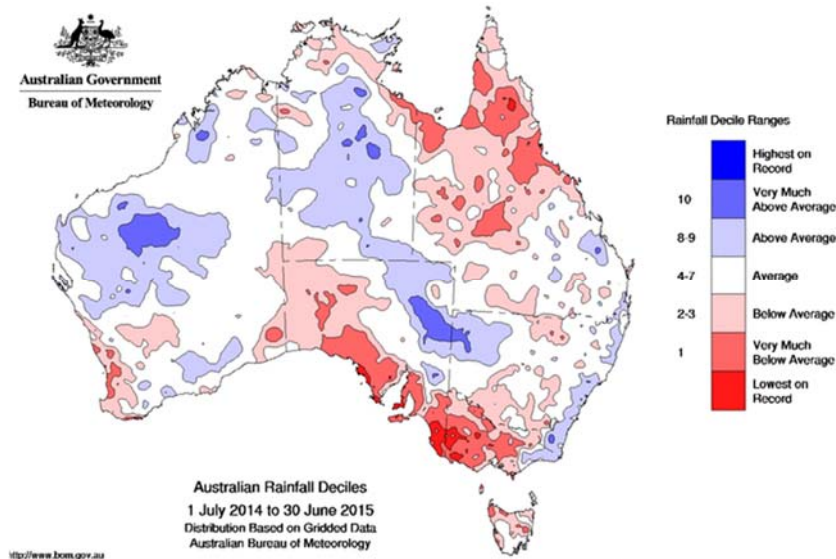 Australian Government
Bureau of Meteorology
Rainfall Decile Ranges
Highest on
Record
10
Very Much
Above Average
8-9
Above Average
4-7
Average
2-3
Below Average
1
Very Much
Below Average
Lowest on
Record
Australian Rainfall Deciles
1 July 2014 to 30 June 2015
Distribution Based on Gridded Data
Australian Bureau of Meteorology
http://www.bom.gov.au